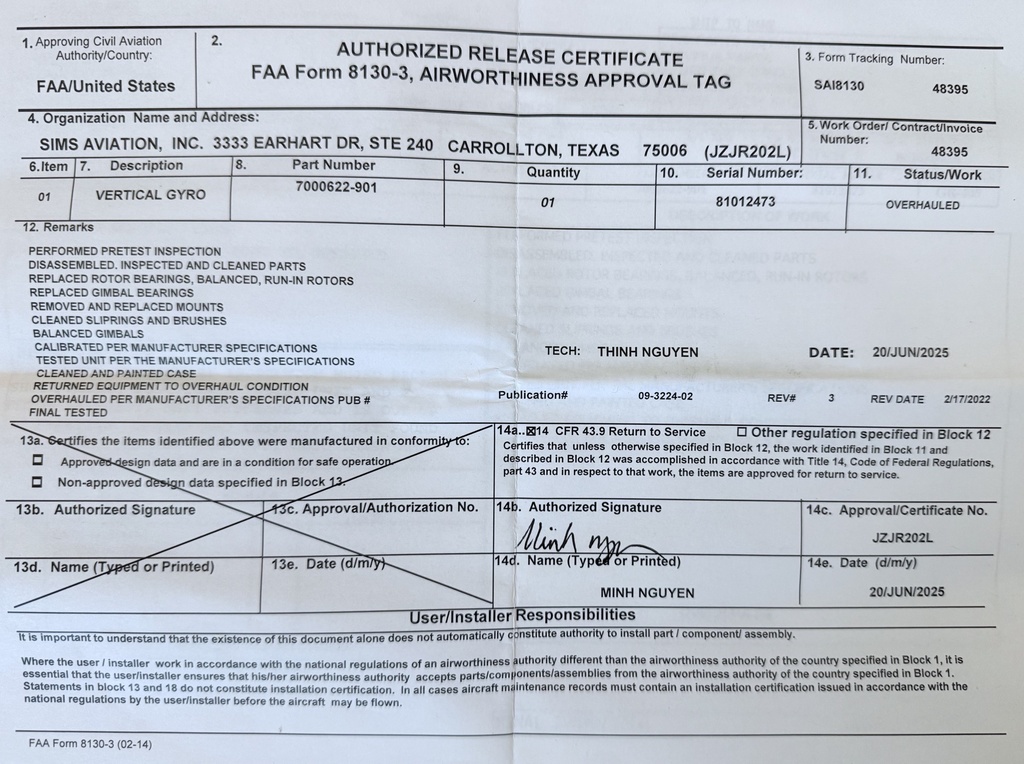 1. Approving Civil Aviation Authority/Country:
FAA/United States
2.
AUTHORIZED RELEASE CERTIFICATE
FAA Form 8130-3, AIRWORTHINESS APPROVAL TAG
3. Form Tracking Number:
SAI8130 48395
4. Organization Name and Address:
SIMS AVIATION, INC. 3333 EARHART DR, STE 240 CARROLLTON, TEXAS 75006 (JZJR202L)
5. Work Order/ Contract/Invoice
Number:
48395
6.Item 7. Description 8. Part Number 9. Quantity 10. Serial Number: 11. Status/Work
01 VERTICAL GYRO 7000622-901 01 81012473 OVERHAULED
12. Remarks
PERFORMED PRETEST INSPECTION
DISASSEMBLED. INSPECTED AND CLEANED PARTS
REPLACED ROTOR BEARINGS, BALANCED, RUN-IN ROTORS
REPLACED GIMBAL BEARINGS
REMOVED AND REPLACED MOUNTS
CLEANED SLIPRINGS AND BRUSHES
BALANCED GIMBALS
CALIBRATED PER MANUFACTURER SPECIFICATIONS
TESTED UNIT PER THE MANUFACTURER'S SPECIFICATIONS
CLEANED AND PAINTED CASE
RETURNED EQUIPMENT TO OVERHAUL CONDITION
OVERHAULED PER MANUFACTURER'S SPECIFICATIONS PUB #
FINAL TESTED
TECH: THINH NGUYEN DATE: 20/JUN/2025
Publication# 09-3224-02 REV# 3 REV DATE 2/17/2022
13a. Certifies the items identified above were manufactured in conformity to:
☐ Approved design data and are in a condition for safe operation.
☐ Non-approved design data specified in Block 13.
14a..☒14 CFR 43.9 Return to Service ☐ Other regulation specified in Block 12
Certifies that unless otherwise specified in Block 12, the work identified in Block 11 and
described in Block 12 was accomplished in accordance with Title 14, Code of Federal Regulations,
part 43 and in respect to that work, the items are approved for return to service.
13b. Authorized Signature
13c. Approval/Authorization No.
14b. Authorized Signature
14c. Approval/Certificate No.
JZJR202L
13d. Name (Typed or Printed)
13e. Date (d/m/y)
14d. Name (Typed or Printed)
MINH NGUYEN
14e. Date (d/m/y)
20/JUN/2025
User/Installer Responsibilities
It is important to understand that the existence of this document alone does not automatically constitute authority to install part / component/ assembly.
Where the user / installer work in accordance with the national regulations of an airworthiness authority different than the airworthiness authority of the country specified in Block 1, it is
essential that the user/installer ensures that his/her airworthiness authority accepts parts/components/assemblies from the airworthiness authority of the country specified in Block 1.
Statements in block 13 and 18 do not constitute installation certification. In all cases aircraft maintenance records must contain an installation certification issued in accordance with the
national regulations by the user/installer before the aircraft may be flown.
FAA Form 8130-3 (02-14)